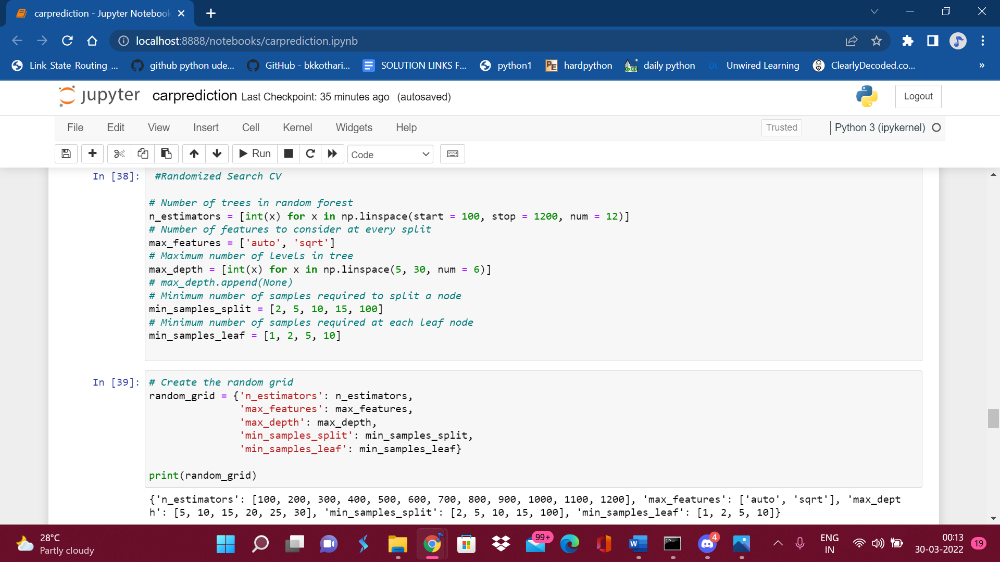 carprediction - Jupyter Notebook
localhost:8888/notebooks/carprediction.ipynb
Link_State_Routing_... github python ude... GitHub - bkkothari... SOLUTION LINKS F... python1 PE hardpython 0xCD daily python UL Unwired Learning ClearlyDecoded.co... »
jupyter carprediction Last Checkpoint: 35 minutes ago (autosaved) Logout
File Edit View Insert Cell Kernel Widgets Help Trusted Python 3 (ipykernel)
Run Code
In [38]: #Randomized Search CV
# Number of trees in random forest
n_estimators = [int(x) for x in np.linspace(start = 100, stop = 1200, num = 12)]
# Number of features to consider at every split
max_features = ['auto', 'sqrt']
# Maximum number of levels in tree
max_depth = [int(x) for x in np.linspace(5, 30, num = 6)]
# max_depth.append(None)
# Minimum number of samples required to split a node
min_samples_split = [2, 5, 10, 15, 100]
# Minimum number of samples required at each leaf node
min_samples_leaf = [1, 2, 5, 10]
In [39]: # Create the random grid
random_grid = {'n_estimators': n_estimators,
'max_features': max_features,
'max_depth': max_depth,
'min_samples_split': min_samples_split,
'min_samples_leaf': min_samples_leaf}
print(random_grid)
{'n_estimators': [100, 200, 300, 400, 500, 600, 700, 800, 900, 1000, 1100, 1200], 'max_features': ['auto', 'sqrt'], 'max_dept
h': [5, 10, 15, 20, 25, 30], 'min_samples_split': [2, 5, 10, 15, 100], 'min_samples_leaf': [1, 2, 5, 10]}
28°C
Partly cloudy
99+
W
4
ENG
IN
00:13
30-03-2022
19